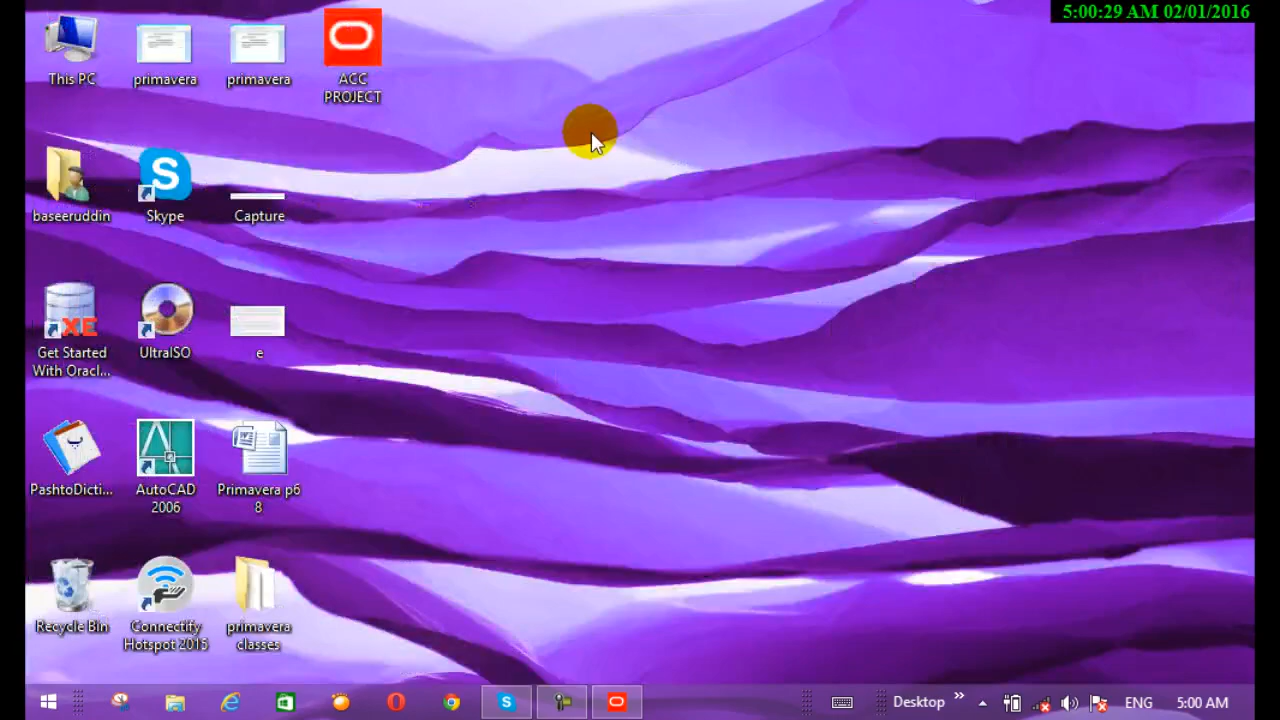 5:00:29 AM 02/01/2016
This PC
primavera
primavera
ACC
PROJECT
baseeruddin
Skype
Capture
Get Started
With Oracl...
XE
UltraISO
e
PashtoDicti...
AutoCAD
2006
Primavera p6
8
Recycle Bin
Connectify
Hotspot 2015
primavera
classes
Desktop
ENG
5:00 AM